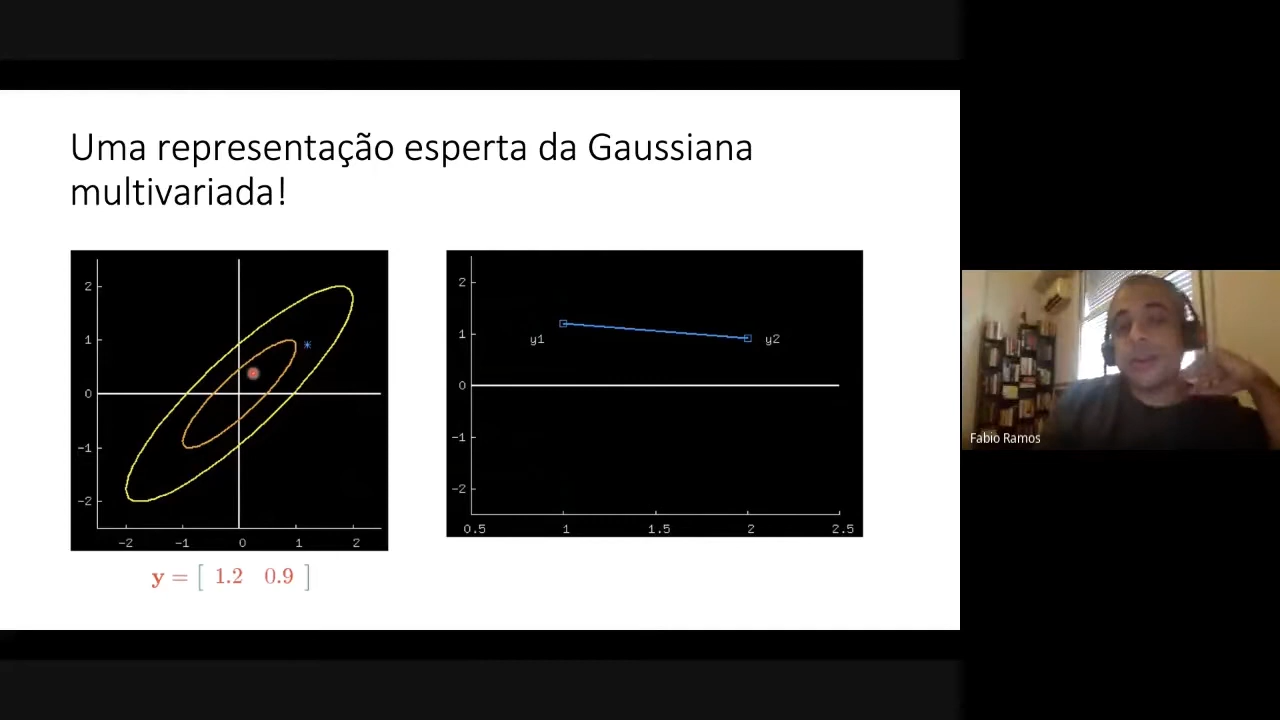 Uma representação esperta da Gaussiana
multivariada!
2
1
0
-1
-2
-2 -1 0 1 2
y = [ 1.2 0.9 ]
2
1
0
-1
-2
y1
y2
0.5 1 1.5 2 2.5
Fabio Ramos